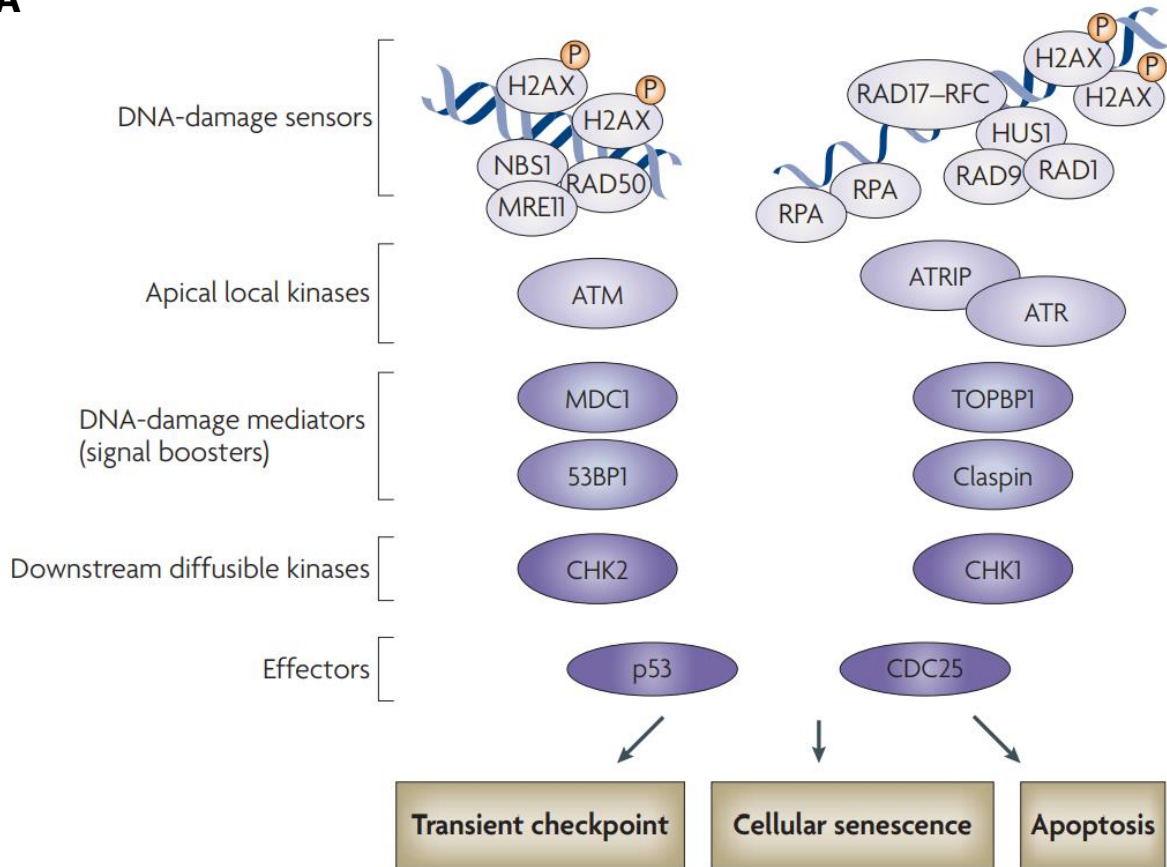 A
P
H2AX
P
H2AX
NBS1
RAD50
MRE11
DNA-damage sensors
P
H2AX
P
H2AX
RAD17–RFC
HUS1
RAD9
RAD1
RPA
RPA
Apical local kinases
ATM
ATRIP
ATR
DNA-damage mediators
(signal boosters)
MDC1
TOPBP1
53BP1
Claspin
Downstream diffusible kinases
CHK2
CHK1
Effectors
p53
CDC25
Transient checkpoint
Cellular senescence
Apoptosis